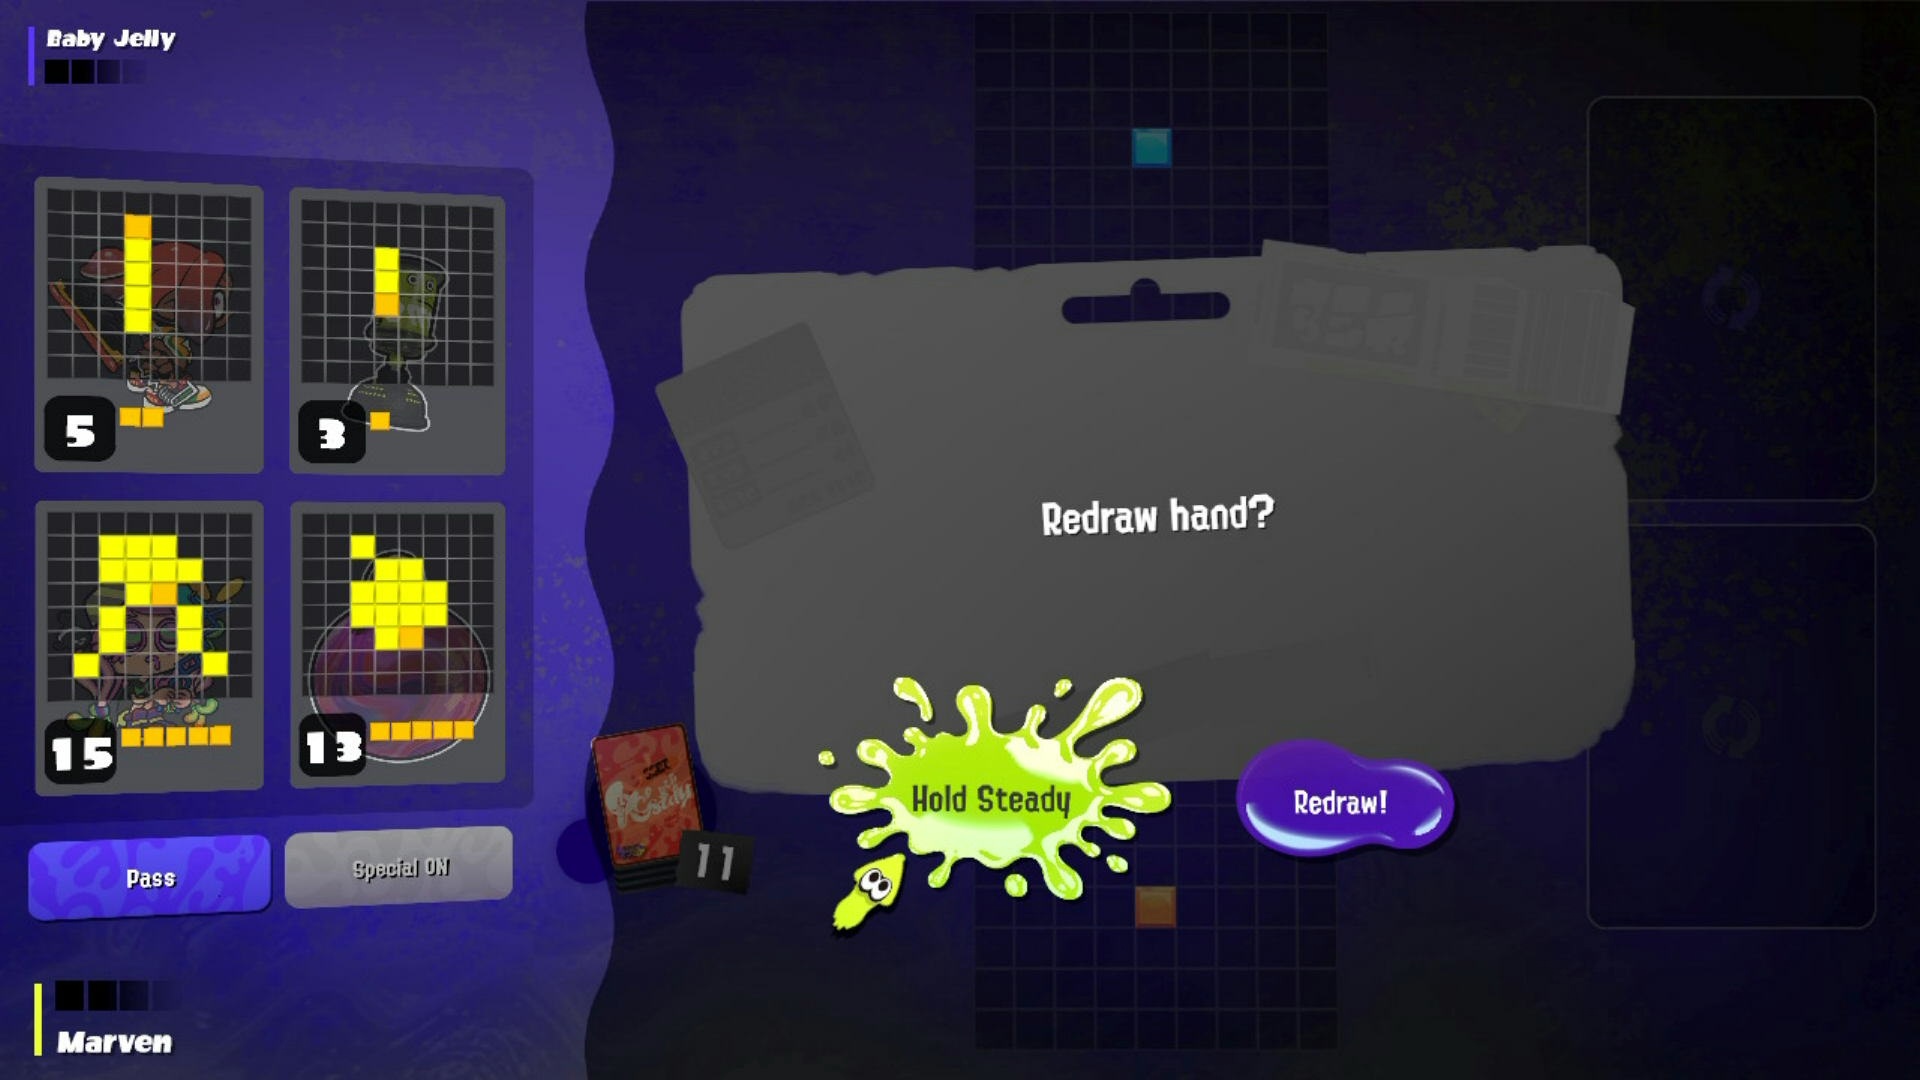 Baby Jelly
5
3
15
13
Redraw hand?
11
Hold Steady
Redraw!
Pass
Special ON
Marven